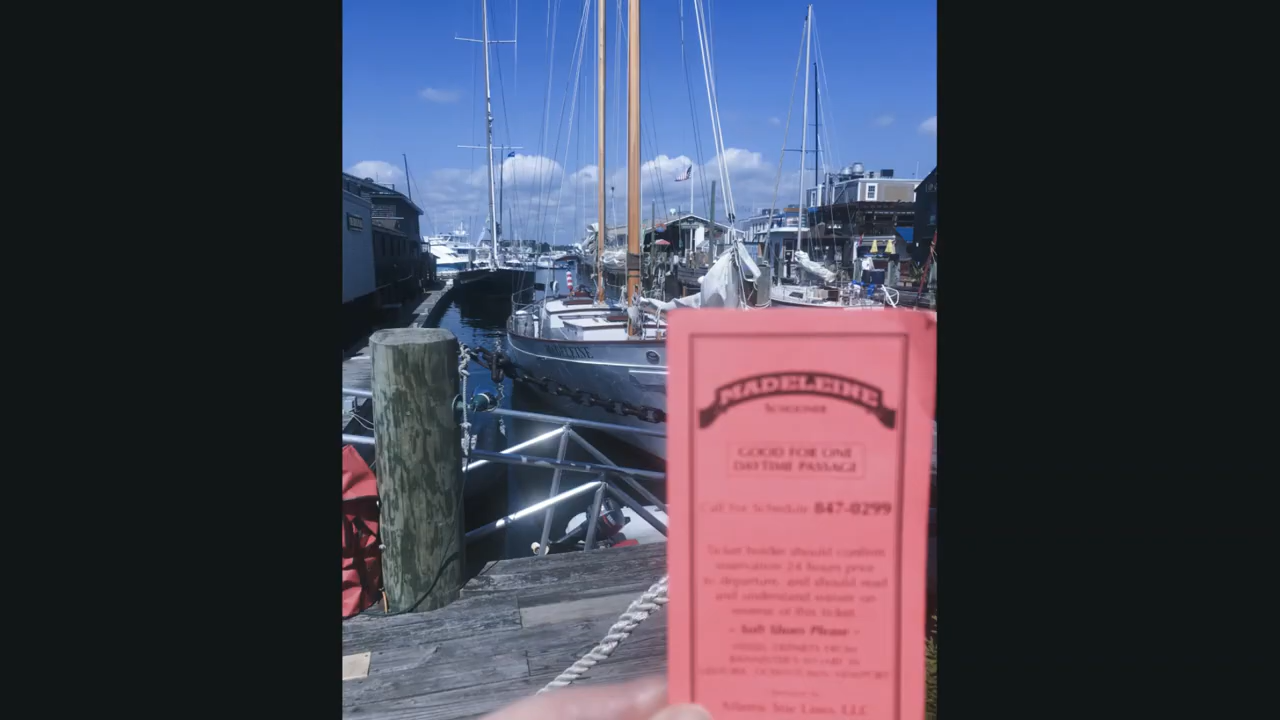 MADELEINE
MADELEINE
SCHOONER
GOOD FOR ONE
DAYTIME PASSAGE
Call for Schedule 847-0299
Ticket holder should confirm
reservation 24 hours prior
to departure, and should read
and understand waiver on
reverse of this ticket.
- Soft Shoes Please -